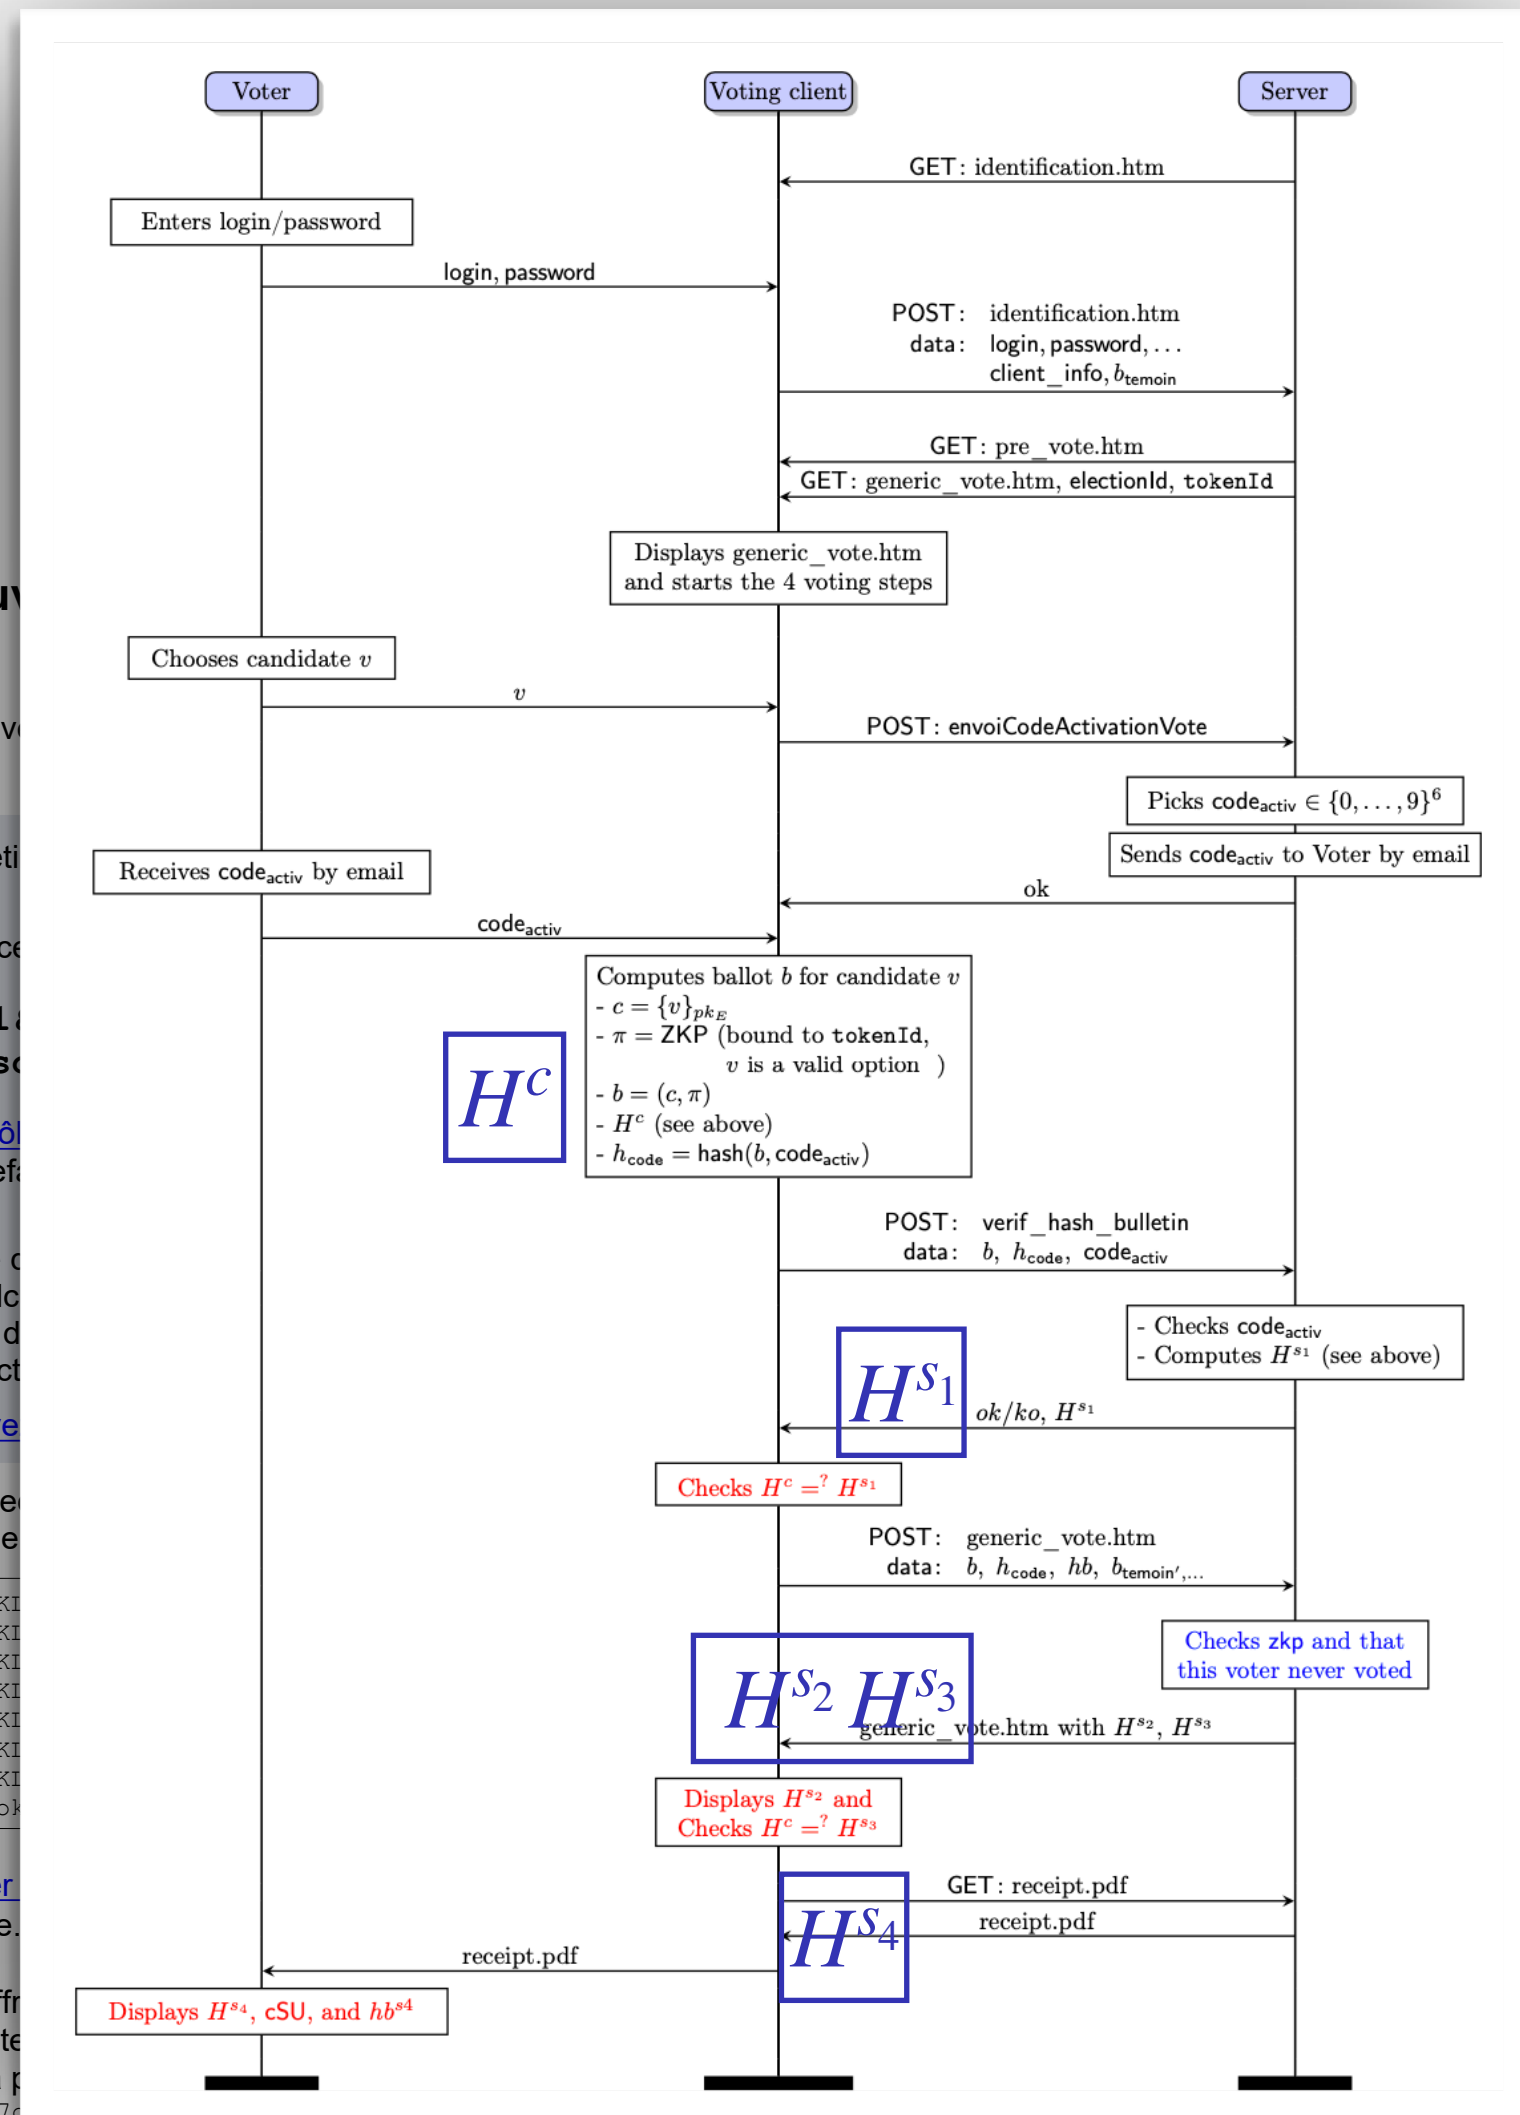 Voter
Voting client
Server
GET: identification.htm
Enters login/password
login, password
POST: identification.htm
data: login, password, ...
client_info, b_temoin
GET: pre_vote.htm
GET: generic_vote.htm, electionId, tokenId
Displays generic_vote.htm
and starts the 4 voting steps
Chooses candidate v
v
POST: envoiCodeActivationVote
Picks code_activ ∈ {0, ..., 9}^6
Sends code_activ to Voter by email
Receives code_activ by email
ok
code_activ
Computes ballot b for candidate v
- c = {v}_pk_E
- π = ZKP (bound to tokenId,
v is a valid option )
- b = (c, π)
- H^c (see above)
- h_code = hash(b, code_activ)
H^c
POST: verif_hash_bulletin
data: b, h_code, code_activ
- Checks code_activ
- Computes H^s1 (see above)
H^s1
ok/ko, H^s1
Checks H^c =? H^s1
POST: generic_vote.htm
data: b, h_code, hb, b_temoin',...
Checks zkp and that
this voter never voted
H^s2 H^s3
generic_vote.htm with H^s2, H^s3
Displays H^s2 and
Checks H^c =? H^s3
GET: receipt.pdf
H^s4
receipt.pdf
receipt.pdf
Displays H^s4, cSU, and hb^s4